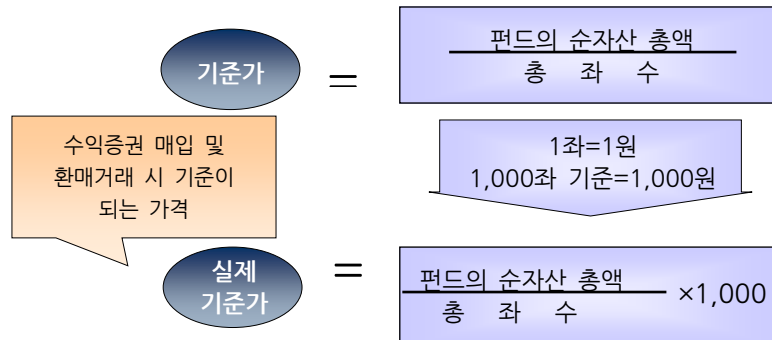 기준가
=
펀드의 순자산 총액
총 좌 수
수익증권 매입 및
환매거래 시 기준이
되는 가격
1좌=1원
1,000좌 기준=1,000원
실제
기준가
=
펀드의 순자산 총액
총 좌 수
×1,000